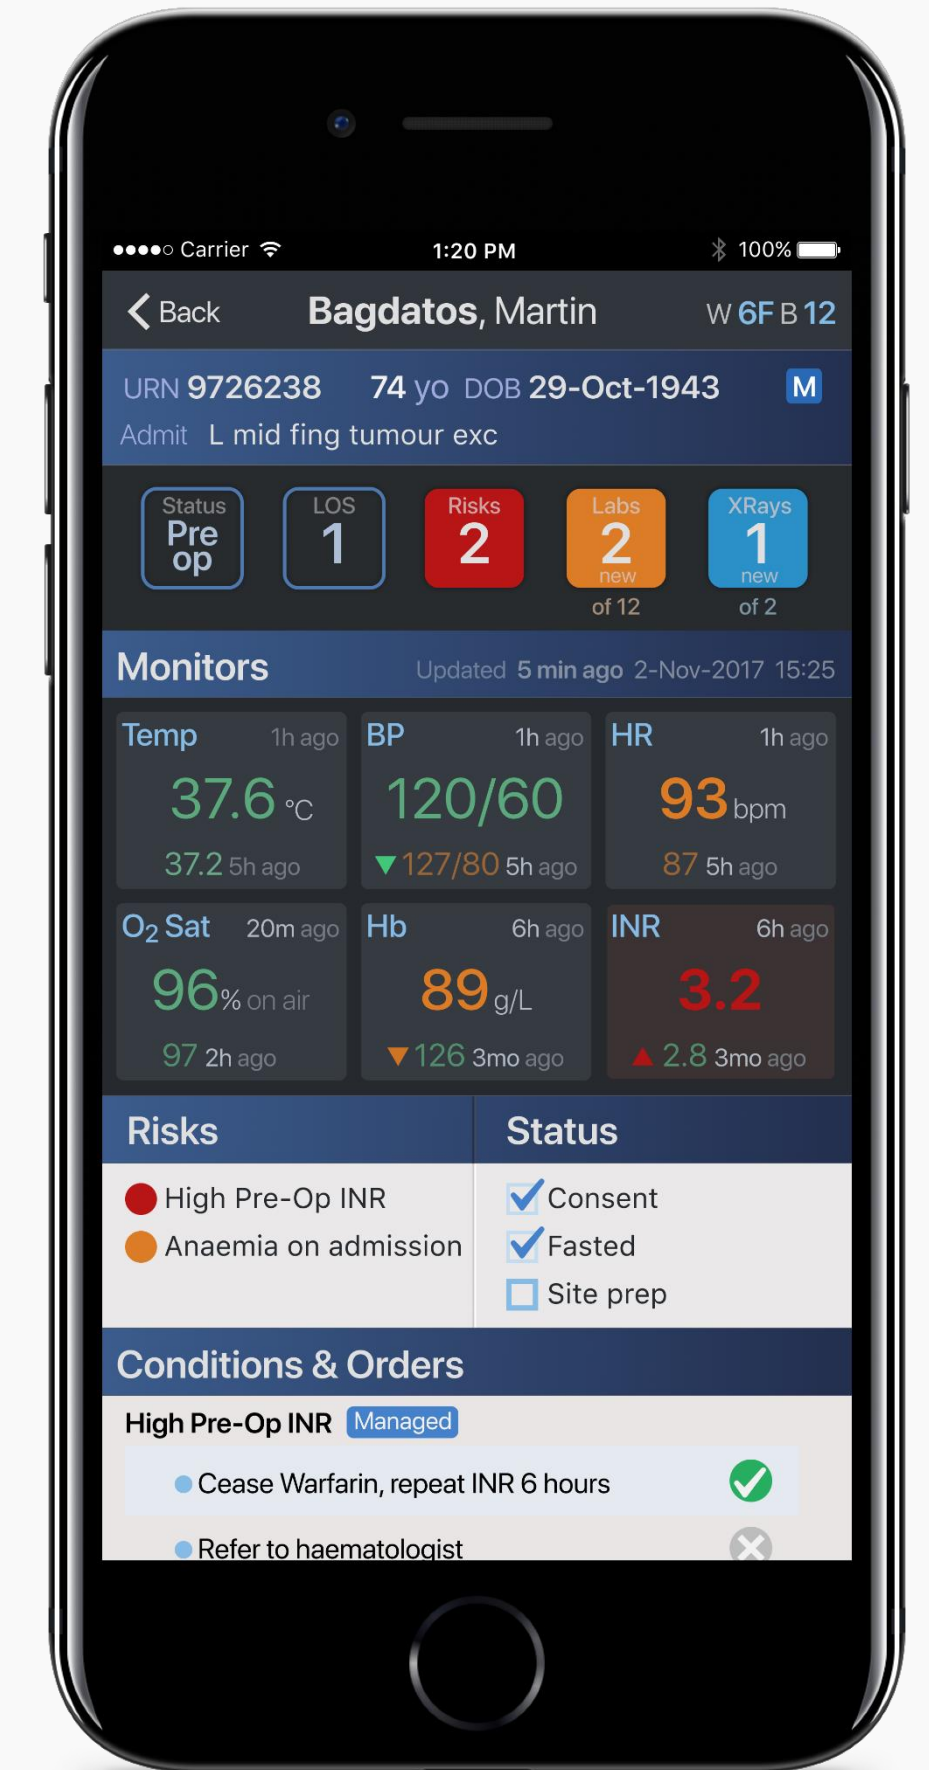 Carrier 1:20 PM 100%
Back Bagdatos, Martin W 6F B 12
URN 9726238 74 yo DOB 29-Oct-1943 M
Admit L mid fing tumour exc
Status LOS Risks Labs XRays
Pre op 1 2 2 1
new new
of 12 of 2
Monitors Updated 5 min ago 2-Nov-2017 15:25
Temp 1h ago BP 1h ago HR 1h ago
37.6 °C 120/60 93 bpm
37.2 5h ago ▼127/80 5h ago 87 5h ago
O₂ Sat 20m ago Hb 6h ago INR 6h ago
96% on air 89 g/L 3.2
97 2h ago ▼126 3mo ago ▲ 2.8 3mo ago
Risks Status
High Pre-Op INR Consent
Anaemia on admission Fasted
Site prep
Conditions & Orders
High Pre-Op INR Managed
Cease Warfarin, repeat INR 6 hours
Refer to haematologist